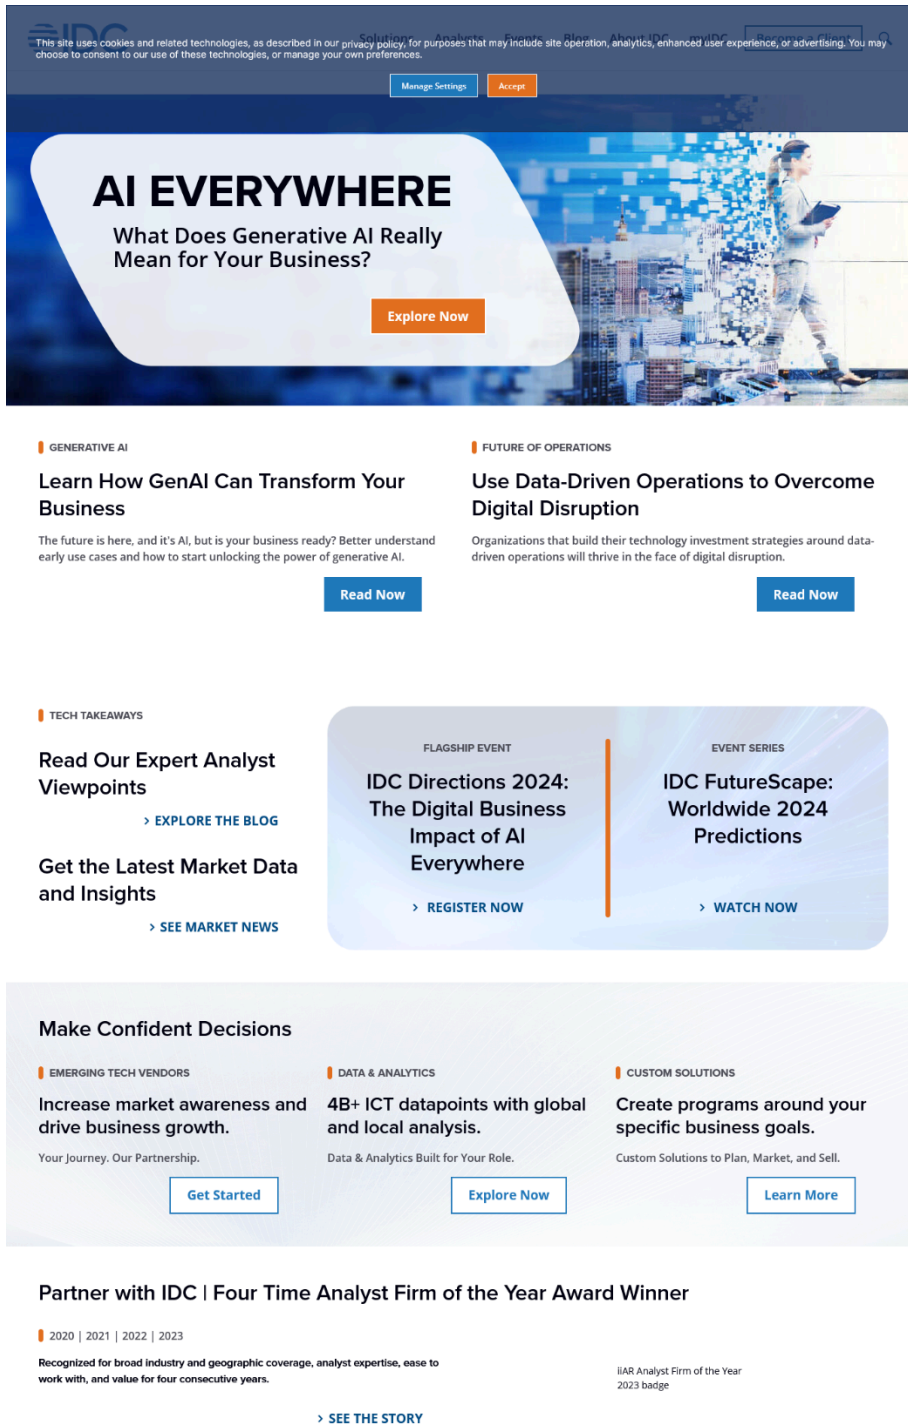 IDC
Solutions Analysts Events Blog About IDC myIDC Become a Client
This site uses cookies and related technologies, as described in our privacy policy, for purposes that may include site operation, analytics, enhanced user experience, or advertising. You may
choose to consent to our use of these technologies, or manage your own preferences.
Manage Settings Accept
AI EVERYWHERE
What Does Generative AI Really
Mean for Your Business?
Explore Now
GENERATIVE AI
Learn How GenAI Can Transform Your
Business
The future is here, and it's AI, but is your business ready? Better understand
early use cases and how to start unlocking the power of generative AI.
Read Now
FUTURE OF OPERATIONS
Use Data-Driven Operations to Overcome
Digital Disruption
Organizations that build their technology investment strategies around data-
driven operations will thrive in the face of digital disruption.
Read Now
TECH TAKEAWAYS
Read Our Expert Analyst
Viewpoints
> EXPLORE THE BLOG
Get the Latest Market Data
and Insights
> SEE MARKET NEWS
FLAGSHIP EVENT
IDC Directions 2024:
The Digital Business
Impact of AI
Everywhere
> REGISTER NOW
EVENT SERIES
IDC FutureScape:
Worldwide 2024
Predictions
> WATCH NOW
Make Confident Decisions
EMERGING TECH VENDORS
Increase market awareness and
drive business growth.
Your Journey. Our Partnership.
Get Started
DATA & ANALYTICS
4B+ ICT datapoints with global
and local analysis.
Data & Analytics Built for Your Role.
Explore Now
CUSTOM SOLUTIONS
Create programs around your
specific business goals.
Custom Solutions to Plan, Market, and Sell.
Learn More
Partner with IDC | Four Time Analyst Firm of the Year Award Winner
2020 | 2021 | 2022 | 2023
Recognized for broad industry and geographic coverage, analyst expertise, ease to
work with, and value for four consecutive years.
> SEE THE STORY
iiAR Analyst Firm of the Year
2023 badge